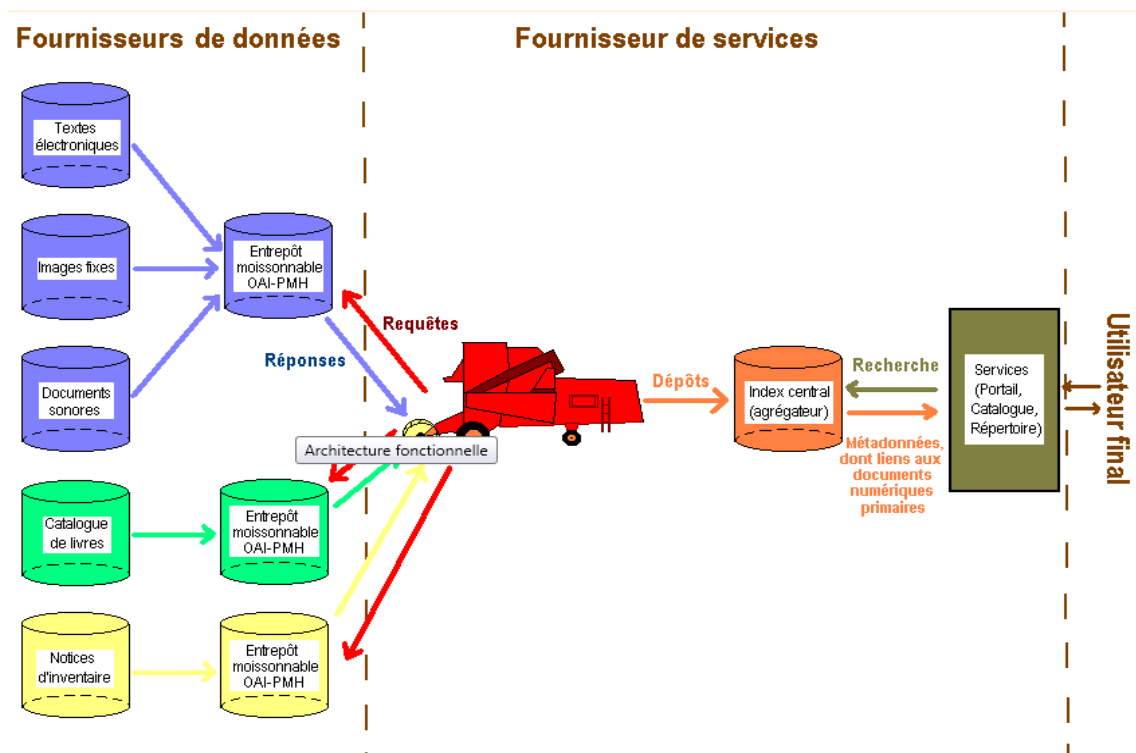 Fournisseurs de données
Fournisseur de services
Textes
électroniques
Images fixes
Entrepôt
moissonnable
OAI-PMH
Documents
sonores
Requêtes
Réponses
Architecture fonctionnelle
Dépôts
Index central
(agrégateur)
Recherche
Métadonnées,
dont liens aux
documents
numériques
primaires
Services
(Portail,
Catalogue,
Répertoire)
Utilisateur final
Catalogue
de livres
Entrepôt
moissonnable
OAI-PMH
Notices
d'inventaire
Entrepôt
moissonnable
OAI-PMH